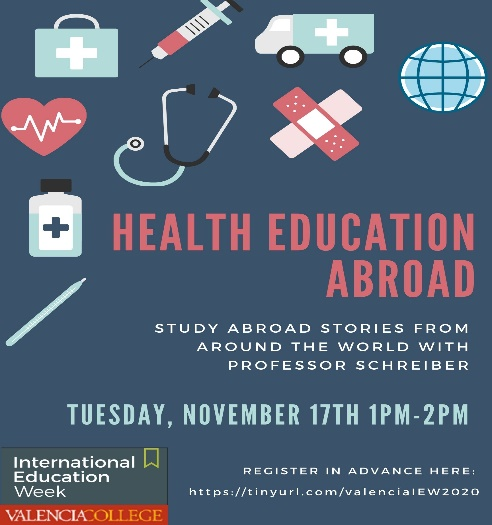 HEALTH EDUCATION
ABROAD
STUDY ABROAD STORIES FROM
AROUND THE WORLD WITH
PROFESSOR SCHREIBER
TUESDAY, NOVEMBER 17TH 1PM-2PM
International
Education
Week
VALENCIACOLLEGE
REGISTER IN ADVANCE HERE:
https://tinyurl.com/valenciaIEW2020